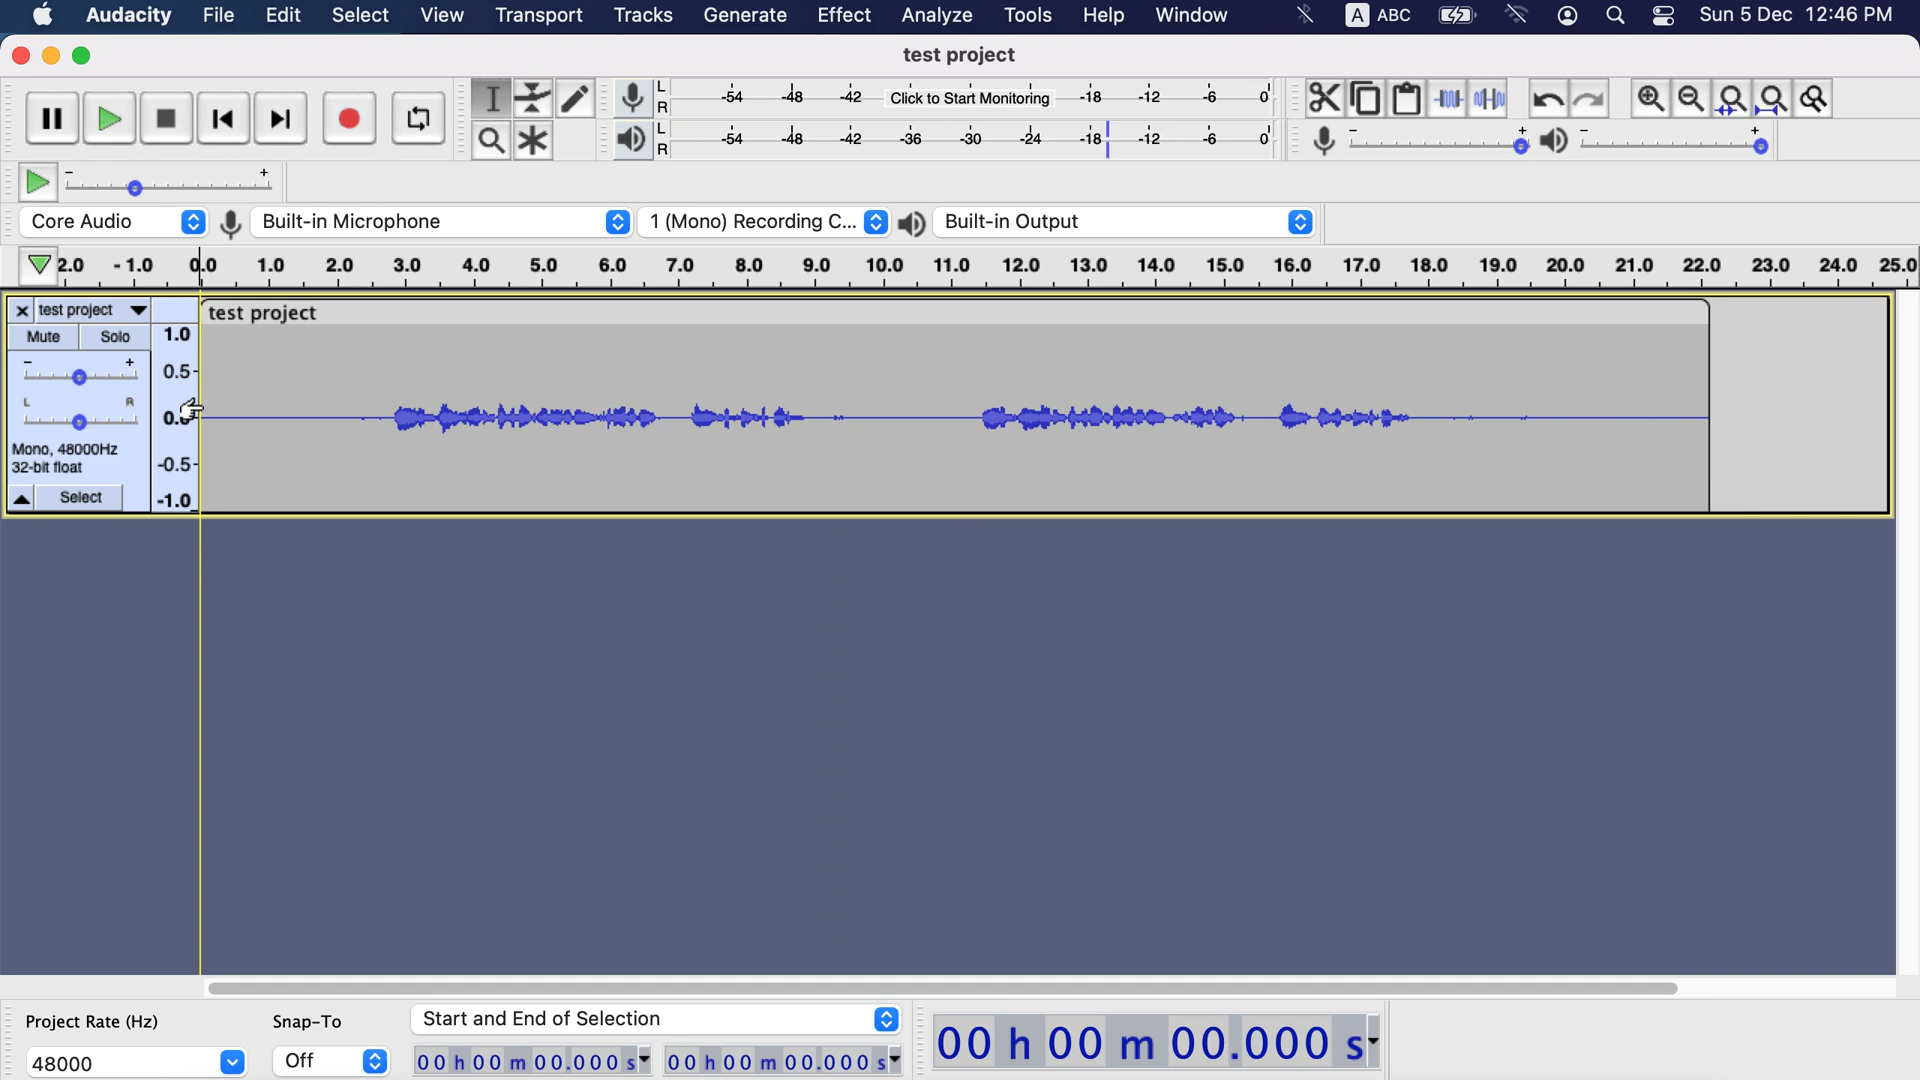 Audacity File Edit Select View Transport Tracks Generate Effect Analyze Tools Help Window A ABC Sun 5 Dec 12:46 PM
test project
L R -54 -48 -42 Click to Start Monitoring -18 -12 -6 0
L R -54 -48 -42 -36 -30 -24 -18 -12 -6 0
- + - +
- +
Core Audio Built-in Microphone 1 (Mono) Recording C... Built-in Output
2.0 -1.0 0.0 1.0 2.0 3.0 4.0 5.0 6.0 7.0 8.0 9.0 10.0 11.0 12.0 13.0 14.0 15.0 16.0 17.0 18.0 19.0 20.0 21.0 22.0 23.0 24.0 25.0
test project test project
Mute Solo 1.0
- + 0.5-
L R 0.
Mono, 48000Hz
32-bit float -0.5-
Select -1.0
Project Rate (Hz) Snap-To Start and End of Selection
48000 Off 00 h 00 m 00.000 s 00 h 00 m 00.000 s 00 h 00 m 00.000 s